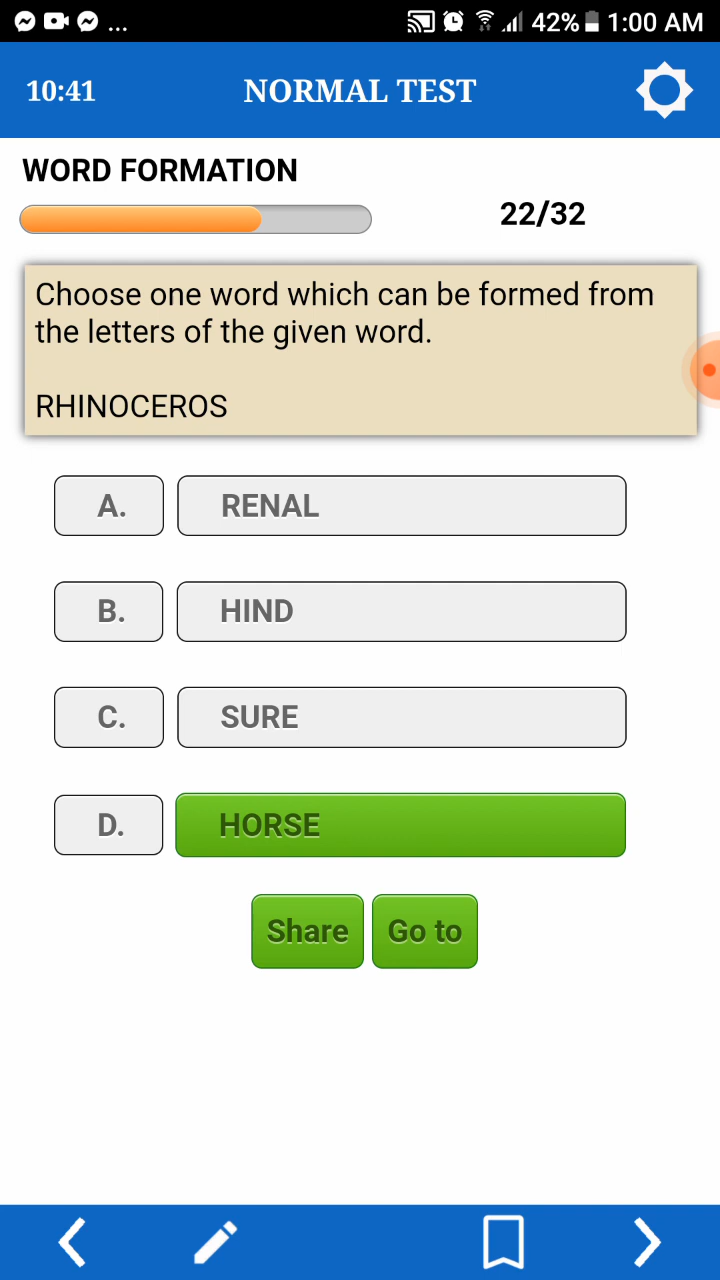 ... 42% 1:00 AM
10:41 NORMAL TEST
WORD FORMATION
22/32
Choose one word which can be formed from
the letters of the given word.
RHINOCEROS
A. RENAL
B. HIND
C. SURE
D. HORSE
Share Go to